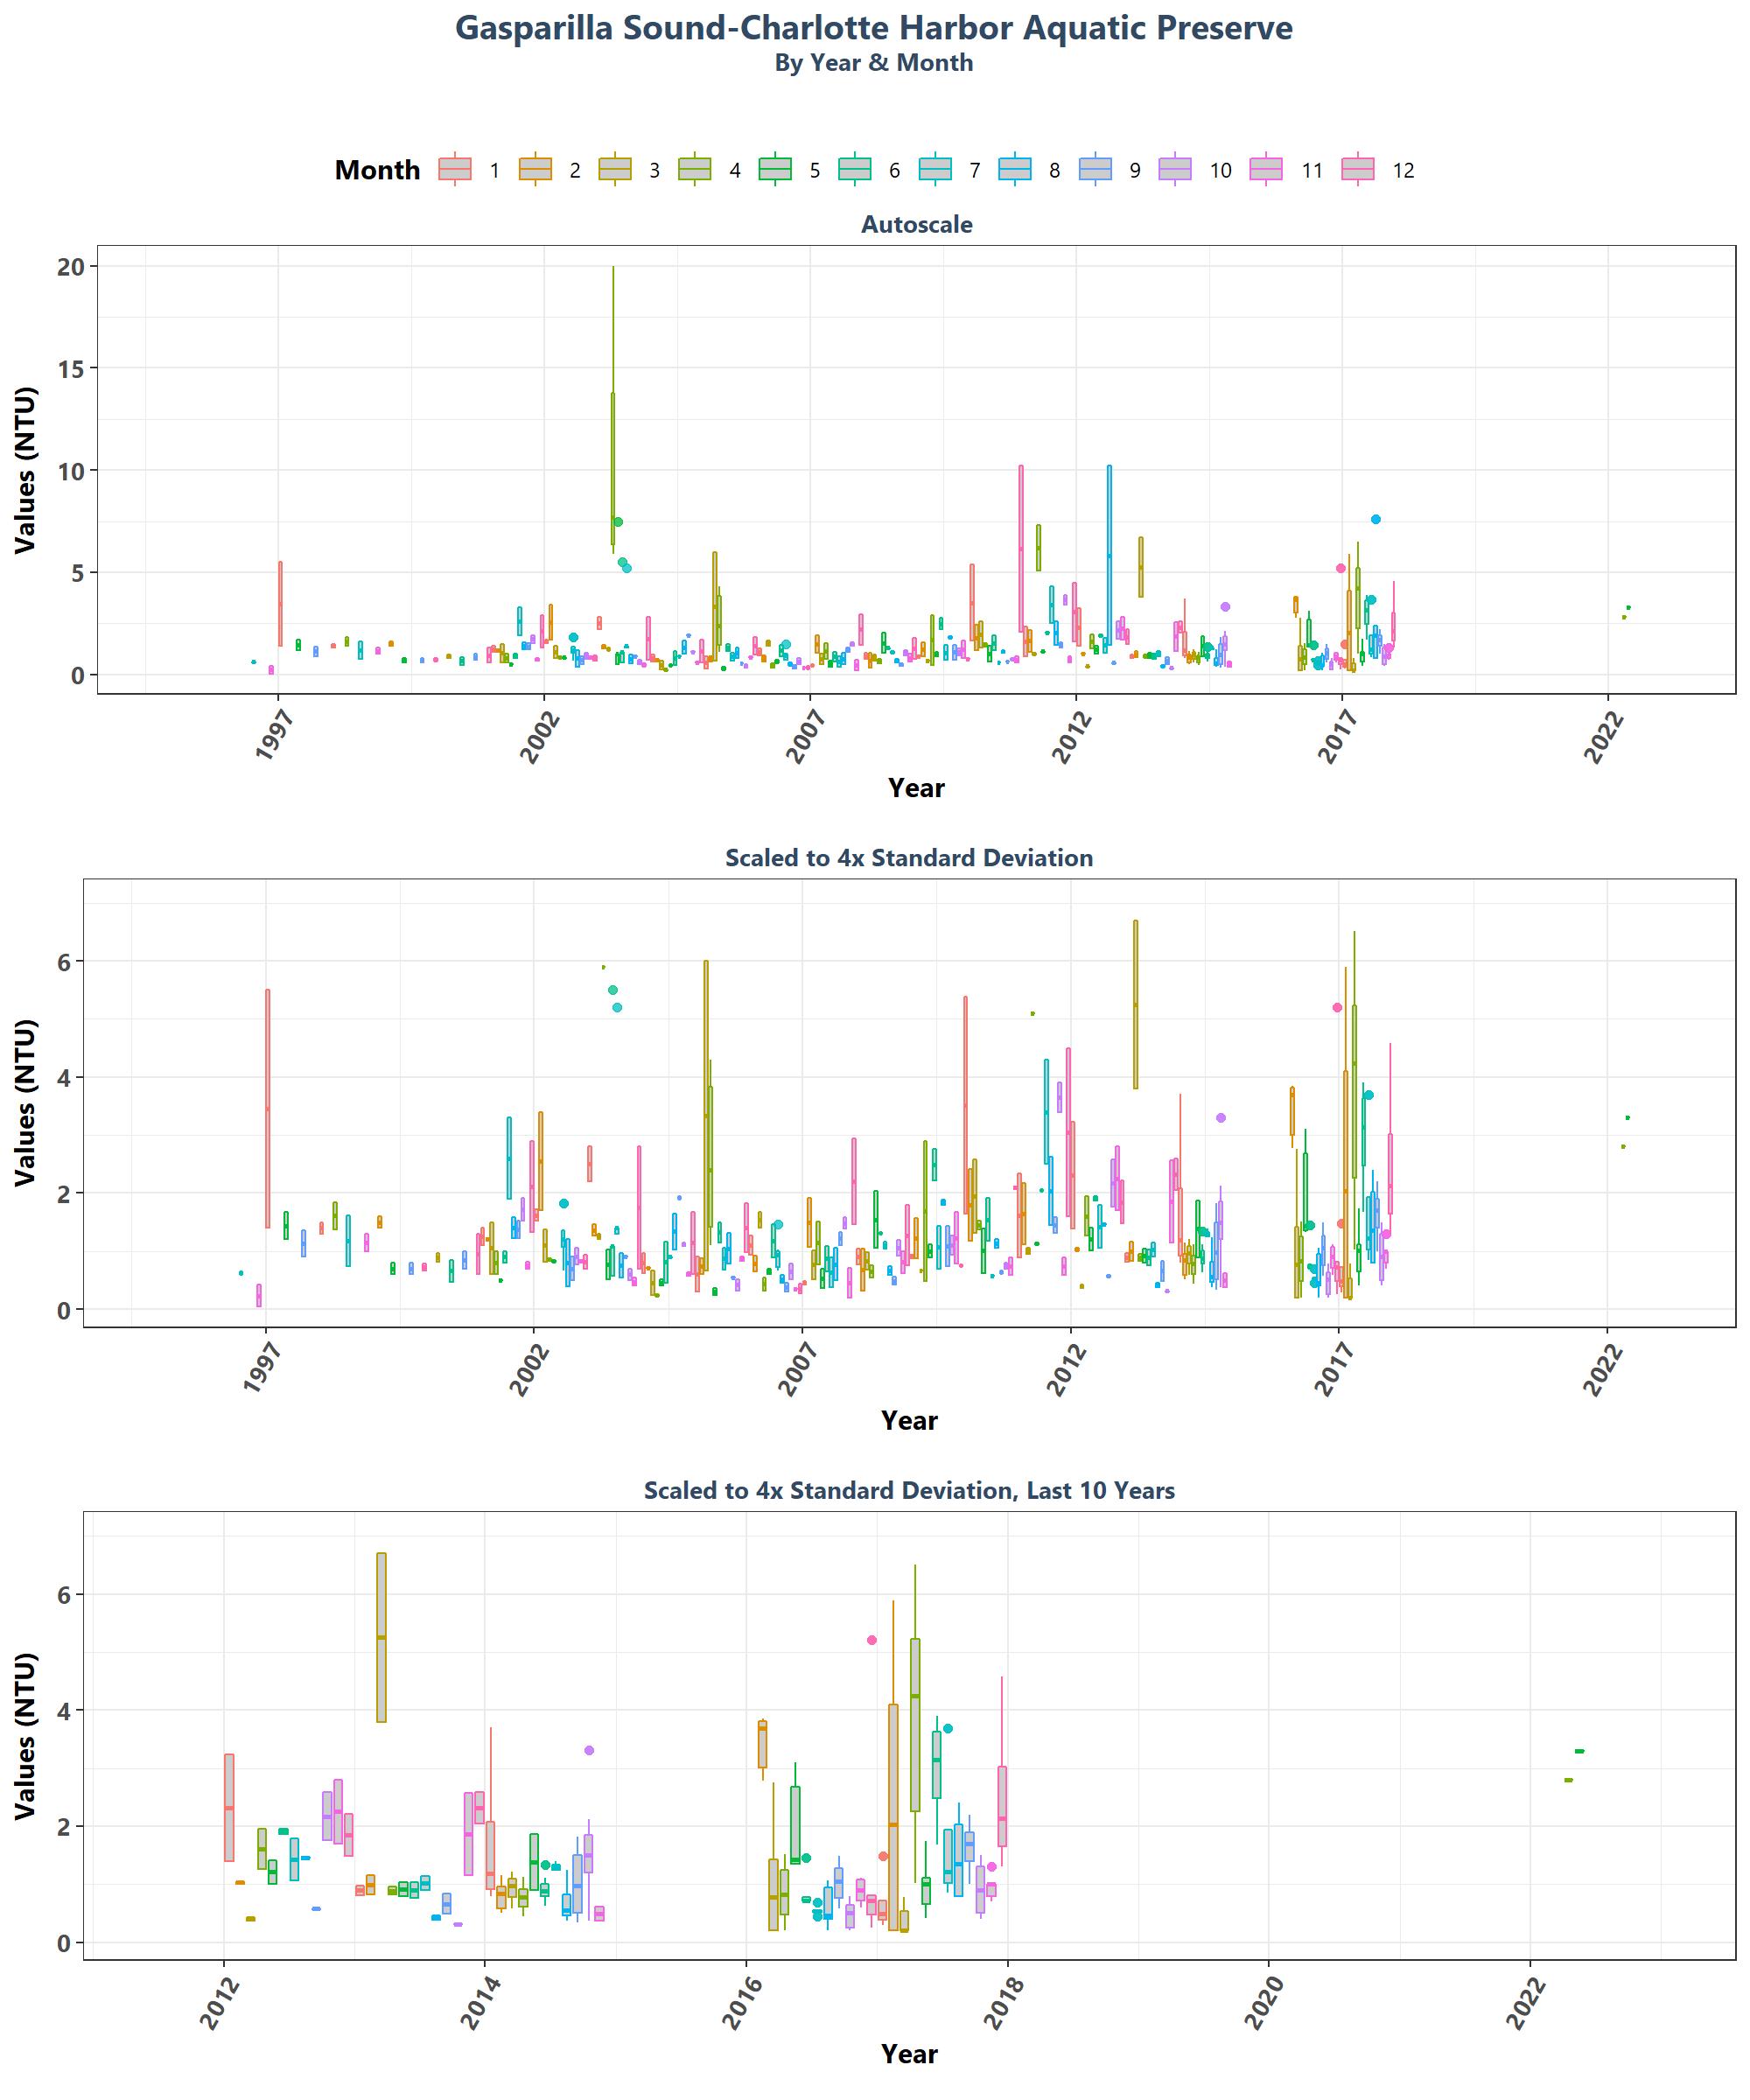 Gasparilla Sound-Charlotte Harbor Aquatic Preserve
By Year & Month
Month 1 2 3 4 5 6 7 8 9 10 11 12
Autoscale
Values (NTU)
20
15
10
5
0
1997 2002 2007 2012 2017 2022
Year
Scaled to 4x Standard Deviation
Values (NTU)
6
4
2
0
1997 2002 2007 2012 2017 2022
Year
Scaled to 4x Standard Deviation, Last 10 Years
Values (NTU)
6
4
2
0
2012 2014 2016 2018 2020 2022
Year